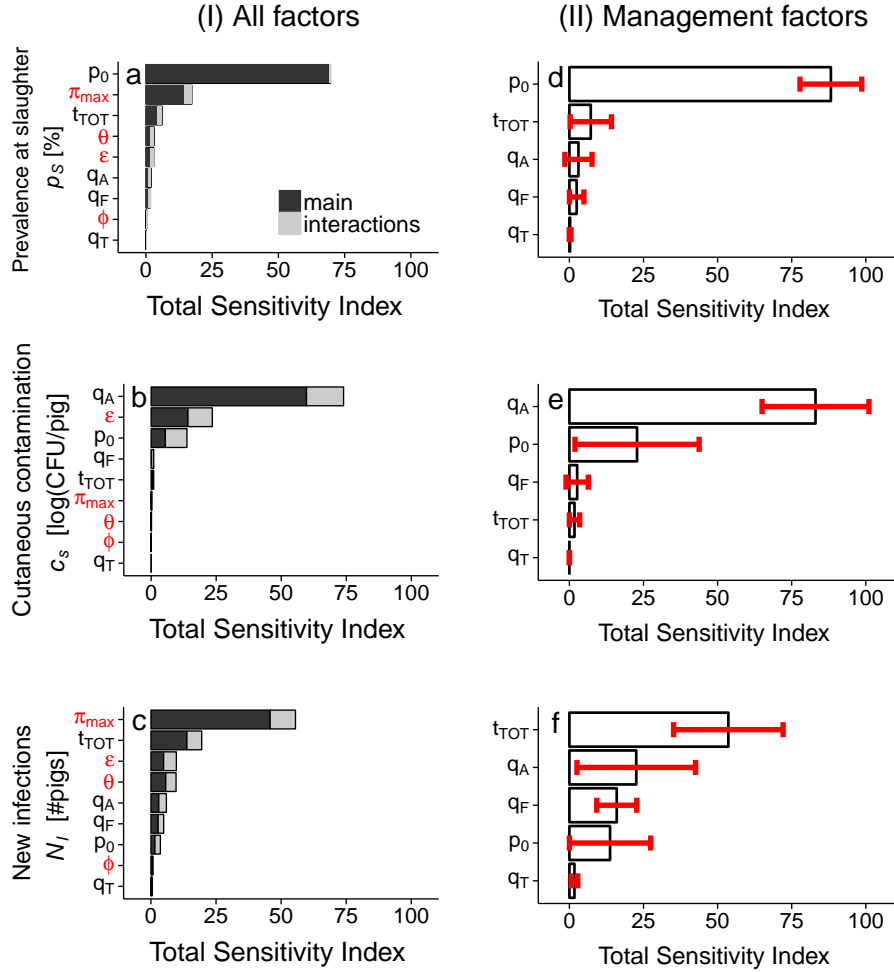 (I) All factors
(II) Management factors
Prevalence at slaughter
pS [%]
a
p0
πmax
tTOT
θ
ε
qA
qF
ϕ
qT
main
interactions
0 25 50 75 100
Total Sensitivity Index
d
p0
tTOT
qA
qF
qT
0 25 50 75 100
Total Sensitivity Index
Cutaneous contamination
cs [log(CFU/pig]
b
qA
ε
p0
qF
tTOT
πmax
θ
ϕ
qT
0 25 50 75 100
Total Sensitivity Index
e
qA
p0
qF
tTOT
qT
0 25 50 75 100
Total Sensitivity Index
New infections
NI [#pigs]
c
πmax
tTOT
ε
θ
qA
qF
p0
ϕ
qT
0 25 50 75 100
Total Sensitivity Index
f
tTOT
qA
qF
p0
qT
0 25 50 75 100
Total Sensitivity Index